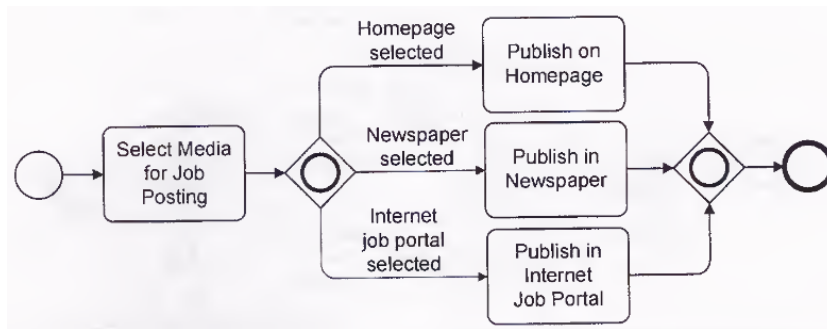 Select Media
for Job
Posting
Homepage
selected
Publish on
Homepage
Newspaper
selected
Publish in
Newspaper
Internet
job portal
selected
Publish in
Internet
Job Portal